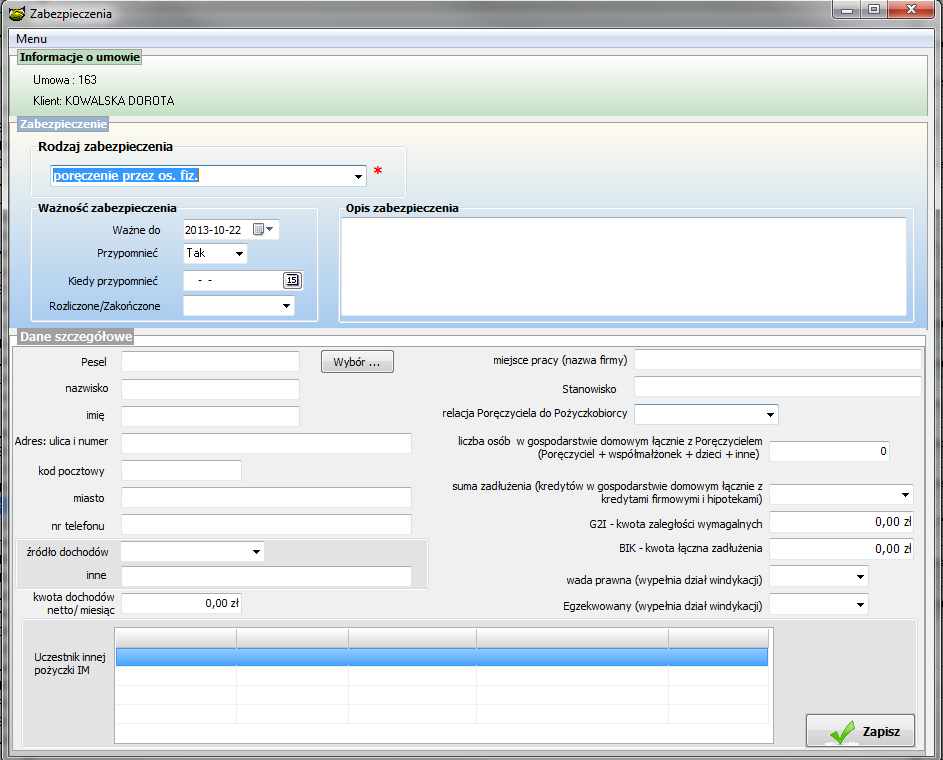 Zabezpieczenia
Menu
Informacje o umowie
Umowa : 163
Klient: KOWALSKA DOROTA
Zabezpieczenie
Rodzaj zabezpieczenia
poręczenie przez os. fiz. *
Ważność zabezpieczenia
Ważne do 2013-10-22
Przypomnieć Tak
Kiedy przypomnieć - - 15
Rozliczone/Zakończone
Opis zabezpieczenia
Dane szczegółowe
Pesel Wybór ...
nazwisko
imię
Adres: ulica i numer
kod pocztowy
miasto
nr telefonu
źródło dochodów
inne
kwota dochodów
netto/ miesiąc 0,00 zł
miejsce pracy (nazwa firmy)
Stanowisko
relacja Poręczyciela do Pożyczkobiorcy
liczba osób w gospodarstwie domowym łącznie z Poręczycielem
(Poręczyciel + współmałżonek + dzieci + inne) 0
suma zadłużenia (kredytów w gospodarstwie domowym łącznie z
kredytami firmowymi i hipotekami)
G2I - kwota zaległości wymagalnych 0,00 zł
BIK - kwota łączna zadłużenia 0,00 zł
wada prawna (wypełnia dział windykacji)
Egzekwowany (wypełnia dział windykacji)
Uczestnik innej
pożyczki IM
Zapisz